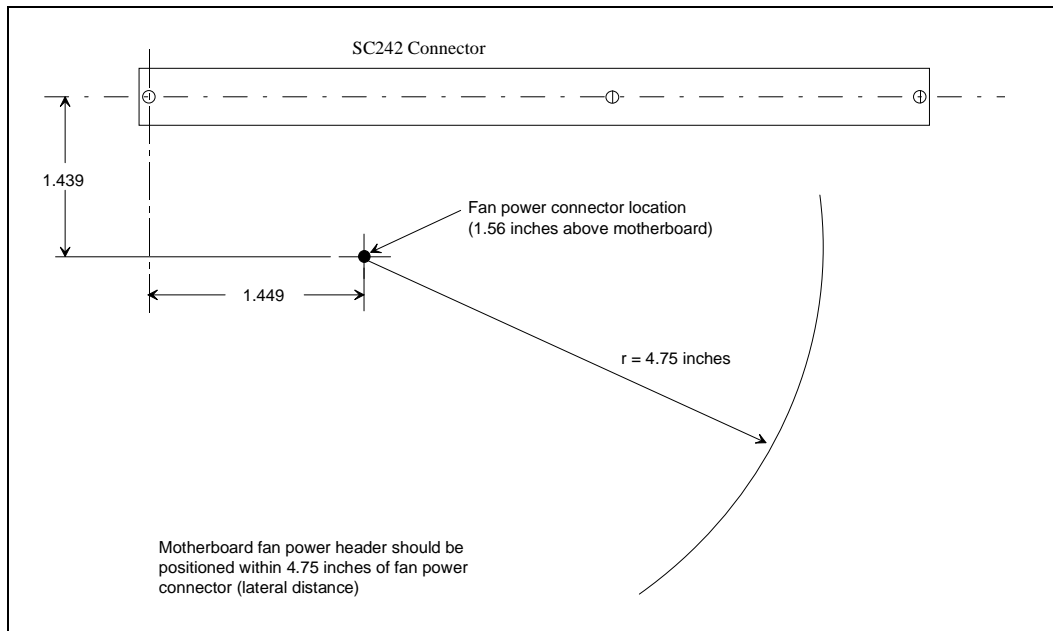 SC242 Connector
1.439
Fan power connector location
(1.56 inches above motherboard)
1.449
r = 4.75 inches
Motherboard fan power header should be
positioned within 4.75 inches of fan power
connector (lateral distance)